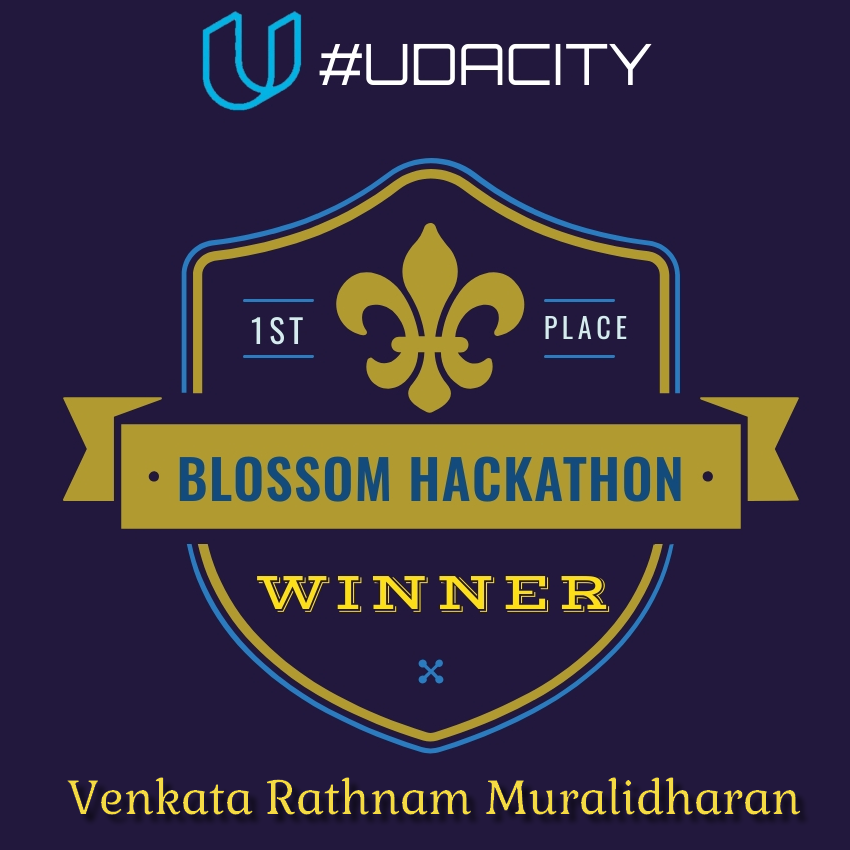 #UDACITY
1ST PLACE
• BLOSSOM HACKATHON •
WINNER
Venkata Rathnam Muralidharan